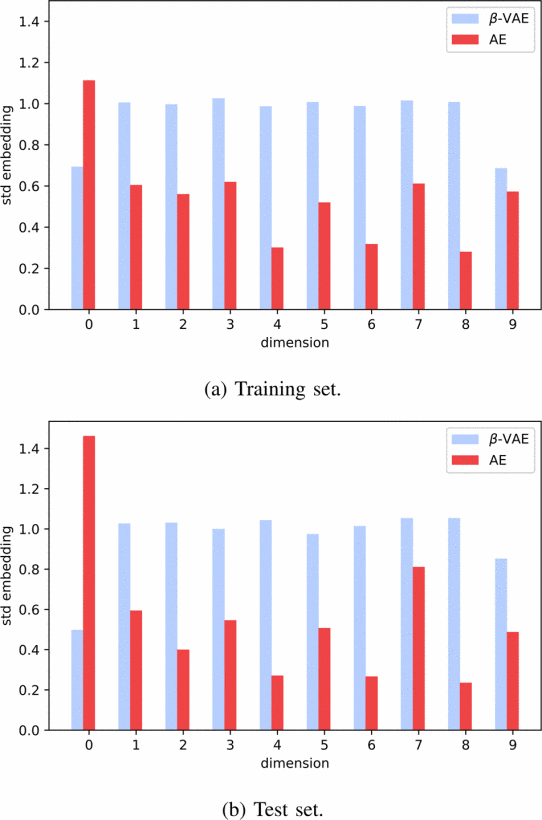 β-VAE
AE
1.4
1.2
1.0
0.8
0.6
0.4
0.2
0.0
std embedding
0 1 2 3 4 5 6 7 8 9
dimension
(a) Training set.
β-VAE
AE
1.4
1.2
1.0
0.8
0.6
0.4
0.2
0.0
std embedding
0 1 2 3 4 5 6 7 8 9
dimension
(b) Test set.